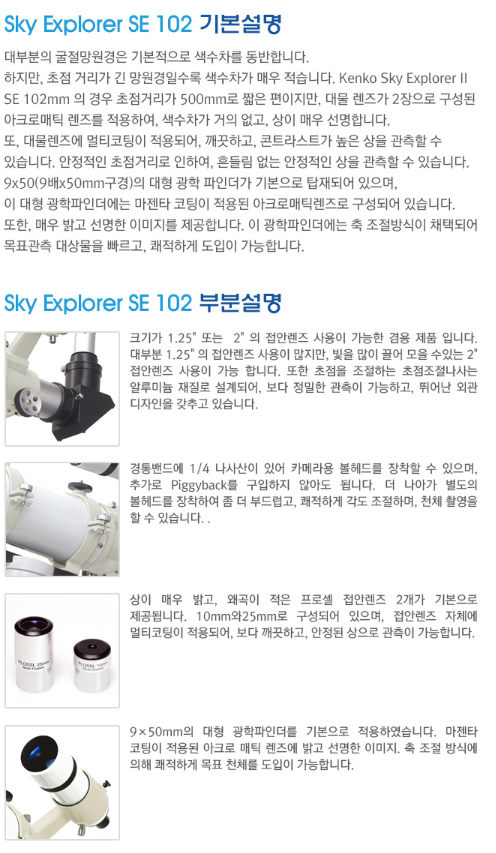 Sky Explorer SE 102 기본설명
대부분의 굴절망원경은 기본적으로 색수차를 동반합니다.
하지만, 초점 거리가 긴 망원경일수록 색수차가 매우 적습니다. Kenko Sky Explorer II
SE 102mm 의 경우 초점거리가 500mm로 짧은 편이지만, 대물 렌즈가 2장으로 구성된
아크로매틱 렌즈를 적용하여, 색수차가 거의 없고, 상이 매우 선명합니다.
또, 대물렌즈에 멀티코팅이 적용되어, 깨끗하고, 콘트라스트가 높은 상을 관측할 수
있습니다. 안정적인 초점거리로 인하여, 흔들림 없는 안정적인 상을 관측할 수 있습니다.
9x50(9배x50mm구경)의 대형 광학 파인더가 기본으로 탑재되어 있으며,
이 대형 광학파인더에는 마젠타 코팅이 적용된 아크로매틱렌즈로 구성되어 있습니다.
또한, 매우 밝고 선명한 이미지를 제공합니다. 이 광학파인더에는 축 조절방식이 채택되어
목표관측 대상물을 빠르고, 쾌적하게 도입이 가능합니다.
Sky Explorer SE 102 부분설명
크기가 1.25" 또는 2" 의 접안렌즈 사용이 가능한 겸용 제품 입니다.
대부분 1.25" 의 접안렌즈 사용이 많지만, 빛을 많이 끌어 모을 수있는 2"
접안렌즈 사용이 가능 합니다. 또한 초점을 조절하는 초점조절나사는
알루미늄 재질로 설계되어, 보다 정밀한 관측이 가능하고, 뛰어난 외관
디자인을 갖추고 있습니다.
경통밴드에 1/4 나사산이 있어 카메라용 볼헤드를 장착할 수 있으며,
추가로 Piggyback를 구입하지 않아도 됩니다. 더 나아가 별도의
볼헤드를 장착하여 좀 더 부드럽고, 쾌적하게 각도 조절하며, 천체 촬영을
할 수 있습니다. .
상이 매우 밝고, 왜곡이 적은 프로셀 접안렌즈 2개가 기본으로
제공됩니다. 10mm와25mm로 구성되어 있으며, 접안렌즈 자체에
멀티코팅이 적용되어, 보다 깨끗하고, 안정된 상으로 관측이 가능합니다.
9×50mm의 대형 광학파인더를 기본으로 적용하였습니다. 마젠타
코팅이 적용된 아크로 매틱 렌즈에 밝고 선명한 이미지. 축 조절 방식에
의해 쾌적하게 목표 천체를 도입이 가능합니다.